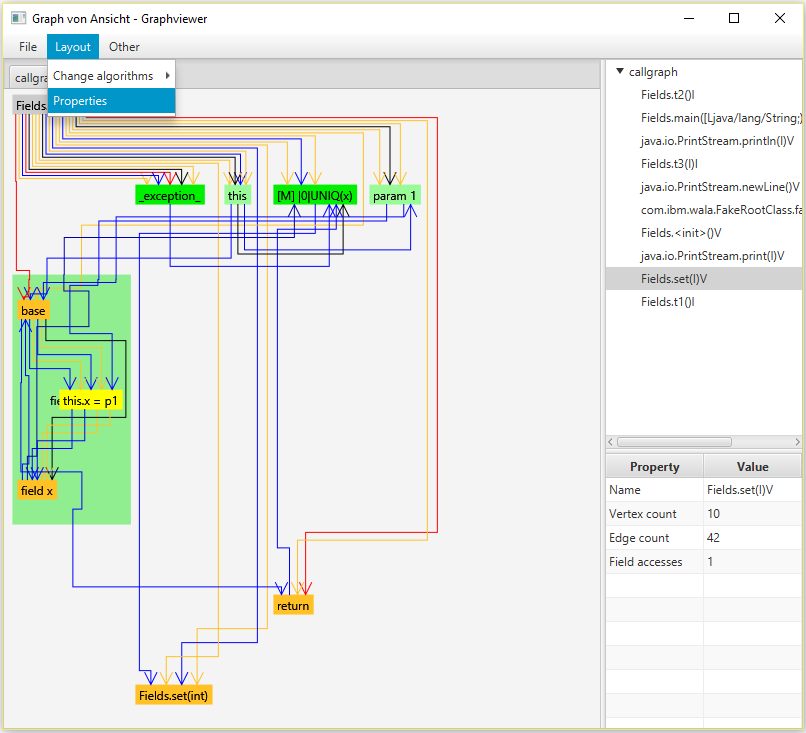 Graph von Ansicht - Graphviewer
File Layout Other
Change algorithms
Properties
callgra
Fields.
_exception_
this
[M] |0|UNIQ(x)
param 1
base
fie
this.x = p1
field x
return
Fields.set(int)
callgraph
Fields.t2()I
Fields.main([Ljava/lang/String;)
java.io.PrintStream.println(I)V
Fields.t3(I)I
java.io.PrintStream.newLine()V
com.ibm.wala.FakeRootClass.fa
Fields.<init>()V
java.io.PrintStream.print(I)V
Fields.set(I)V
Fields.t1()I
Property Value
Name Fields.set(I)V
Vertex count 10
Edge count 42
Field accesses 1